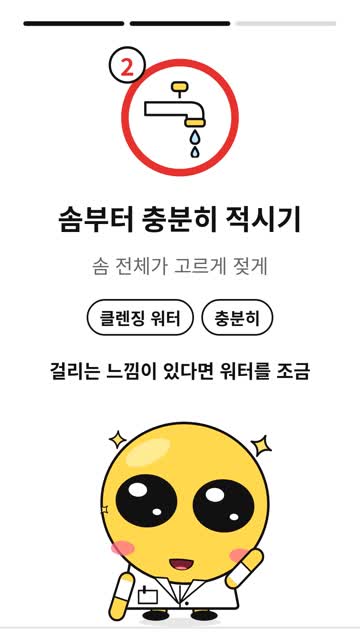 2
솜부터 충분히 적시기
솜 전체가 고르게 젖게
클렌징 워터 충분히
걸리는 느낌이 있다면 워터를 조금